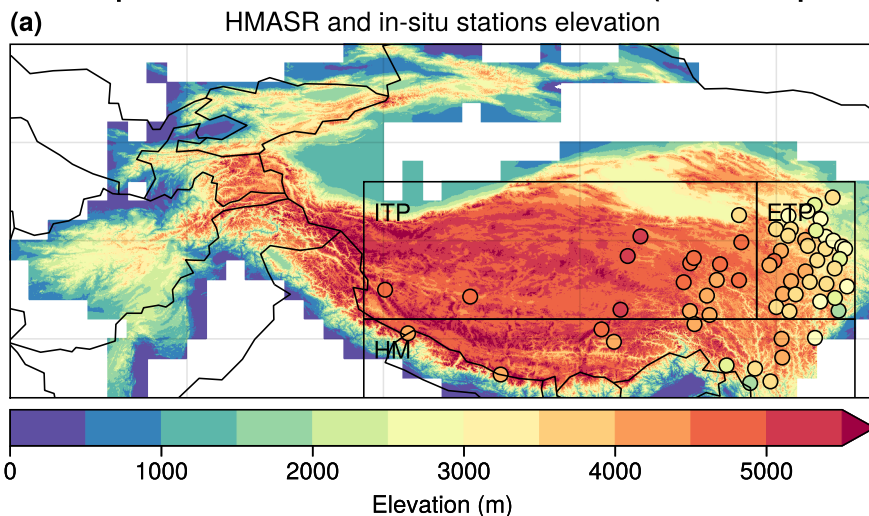 (a) HMASR and in-situ stations elevation
ITP
ETP
HM
0 1000 2000 3000 4000 5000
Elevation (m)